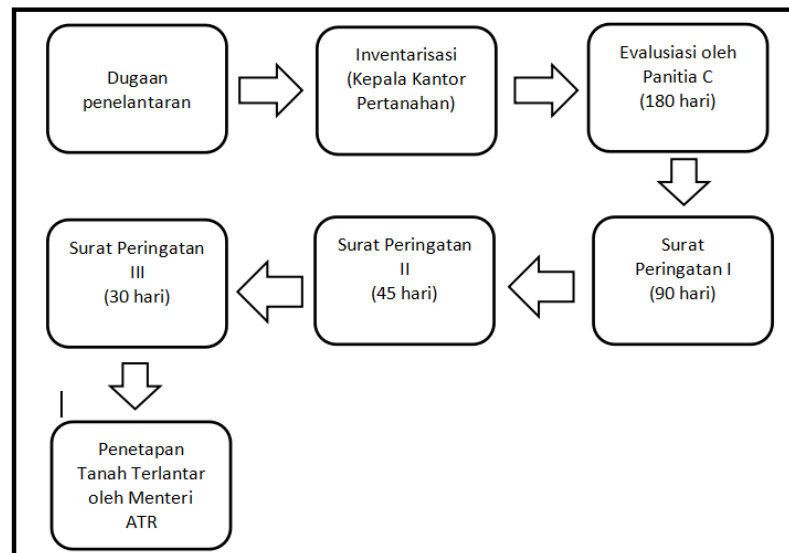 Dugaan
penelantaran
Inventarisasi
(Kepala Kantor
Pertanahan)
Evalusiasi oleh
Panitia C
(180 hari)
Surat
Peringatan I
(90 hari)
Surat Peringatan
II
(45 hari)
Surat Peringatan
III
(30 hari)
Penetapan
Tanah Terlantar
oleh Menteri
ATR